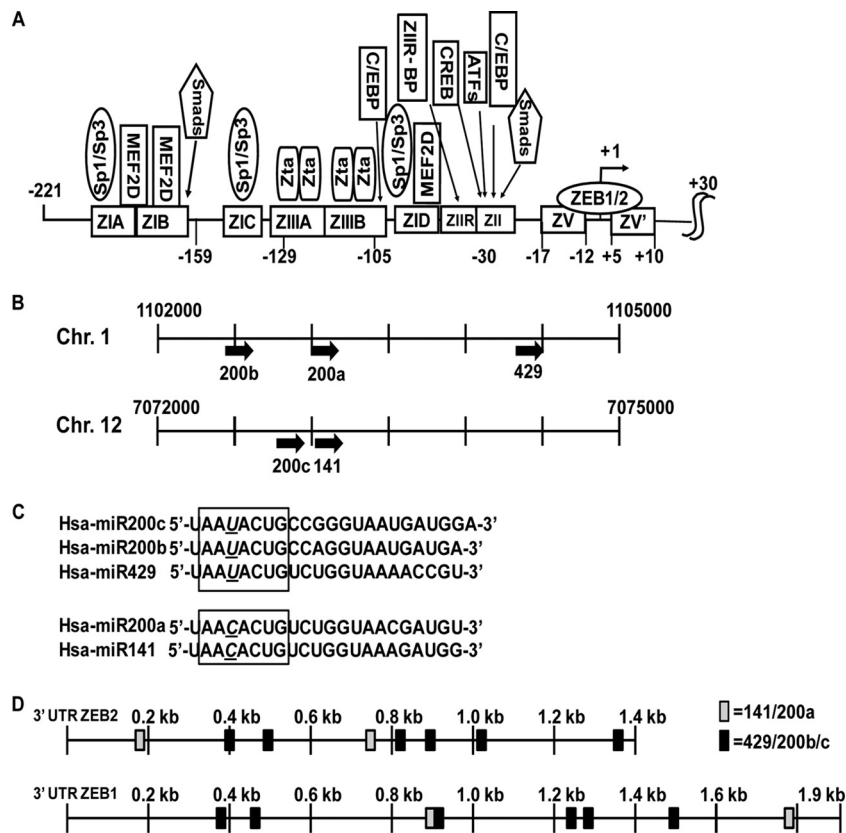 A
Sp1/Sp3
MEF2D
MEF2D
Smads
Sp1/Sp3
Zta
Zta
Zta
Zta
C/EBP
Sp1/Sp3
ZIIR-BP
MEF2D
CREB
ATFs
C/EBP
Smads
+1
ZEB1/2
-221
+30
ZIA
ZIB
ZIC
ZIIIA
ZIIIB
ZID
ZIIR
ZII
ZV
ZV'
-159
-129
-105
-30
-17
-12
+5
+10
B
1102000
1105000
Chr. 1
200b
200a
429
7072000
7075000
Chr. 12
200c
141
C
Hsa-miR200c 5'-UAAUACUGCCGGGUAAUGAUGGA-3'
Hsa-miR200b 5'-UAAUACUGCCAGGUAAUGAUGA-3'
Hsa-miR429 5'-UAAUACUGUCUGGUAAAACCGU-3'
Hsa-miR200a 5'-UAACACUGUCUGGUAACGAUGU-3'
Hsa-miR141 5'-UAACACUGUCUGGUAAAGAUGG-3'
D
3' UTR ZEB2
0.2 kb 0.4 kb 0.6 kb 0.8 kb 1.0 kb 1.2 kb 1.4 kb
=141/200a
=429/200b/c
3' UTR ZEB1
0.2 kb 0.4 kb 0.6 kb 0.8 kb 1.0 kb 1.2 kb 1.4 kb 1.6 kb 1.9 kb